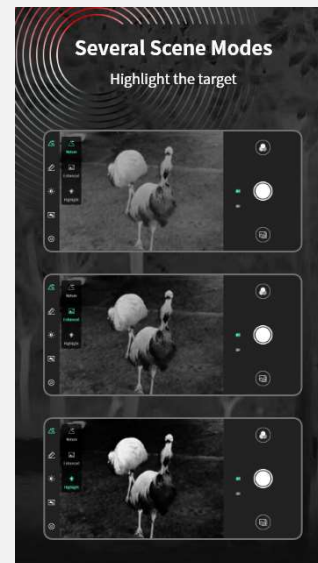 Several Scene Modes
Highlight the target
Nature
Enhanced
Highlight
Nature
Enhanced
Highlight
Nature
Enhanced
Highlight